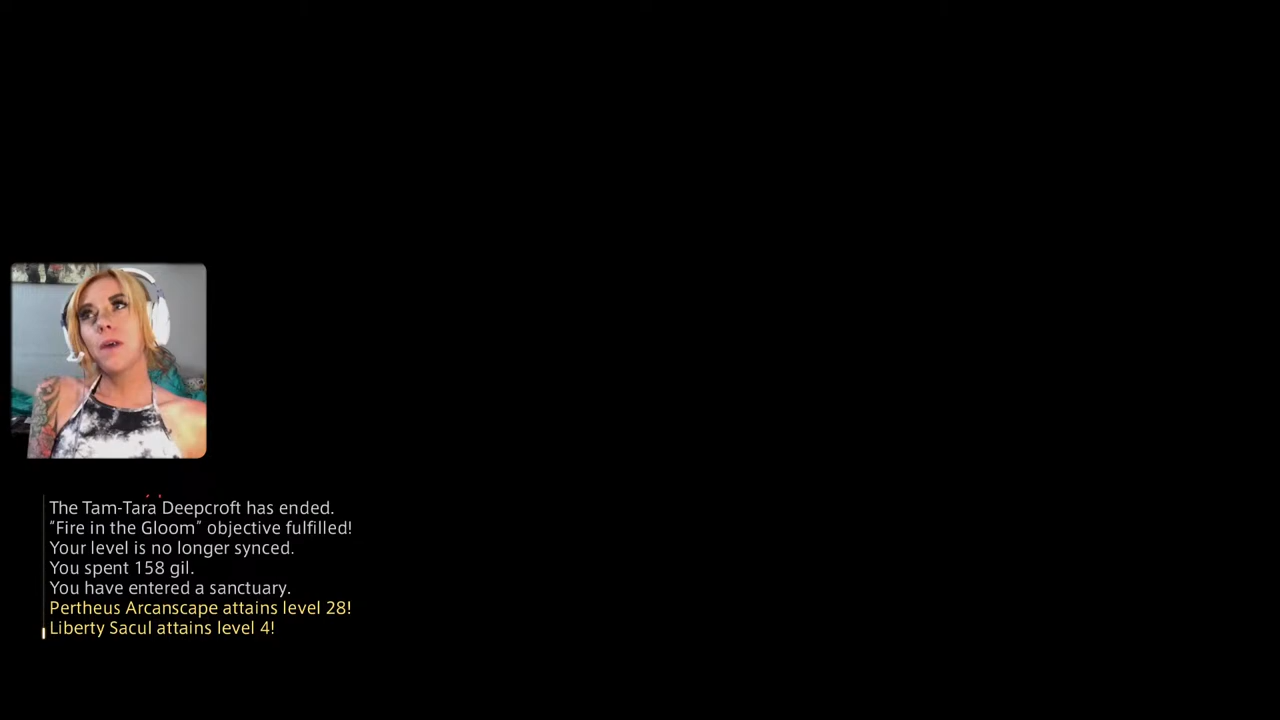 The Tam-Tara Deepcroft has ended.
“Fire in the Gloom” objective fulfilled!
Your level is no longer synced.
You spent 158 gil.
You have entered a sanctuary.
Pertheus Arcanscape attains level 28!
Liberty Sacul attains level 4!